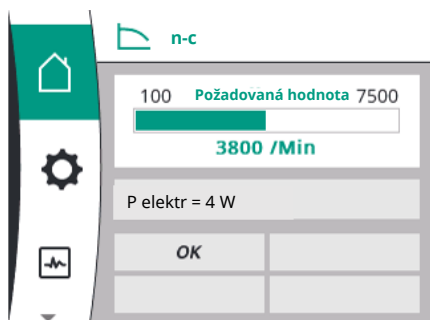 n-c
100 Požadovaná hodnota 7500
3800 /Min
P elektr = 4 W
OK